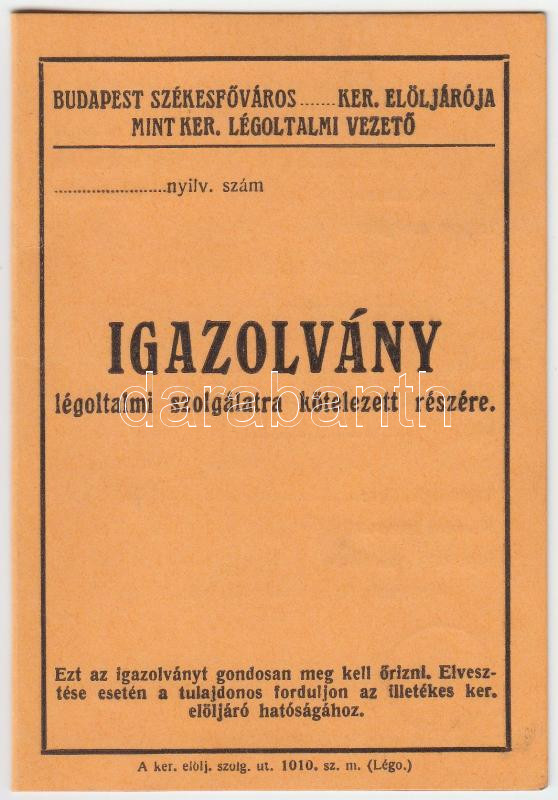 BUDAPEST SZÉKESFŐVÁROS ....... KER. ELÖLJÁRÓJA
MINT KER. LÉGOLTALMI VEZETŐ
..........................nyilv. szám
IGAZOLVÁNY
darabanth
légoltalmi szolgálatra kötelezett részére.
Ezt az igazolványt gondosan meg kell őrizni. Elvesz-
tése esetén a tulajdonos forduljon az illetékes ker.
elöljáró hatóságához.
A ker. elölj. szolg. ut. 1010. sz. m. (Légo.)